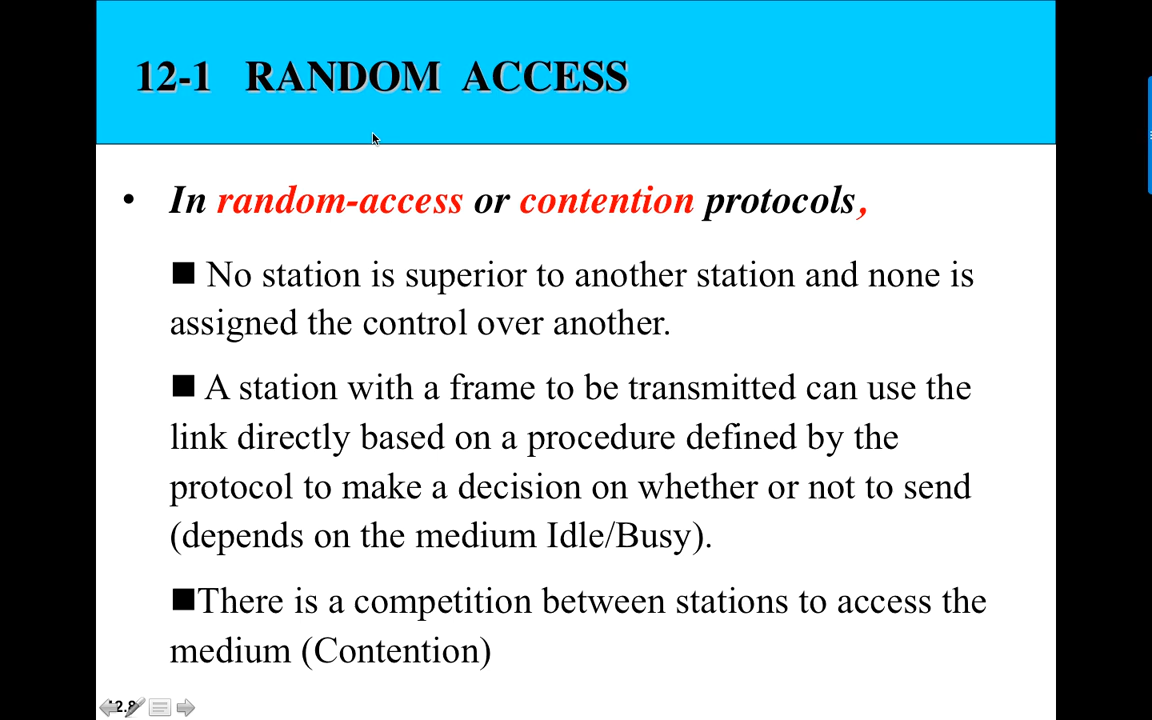 12-1 RANDOM ACCESS
• In random-access or contention protocols,
■ No station is superior to another station and none is
assigned the control over another.
■ A station with a frame to be transmitted can use the
link directly based on a procedure defined by the
protocol to make a decision on whether or not to send
(depends on the medium Idle/Busy).
■There is a competition between stations to access the
medium (Contention)